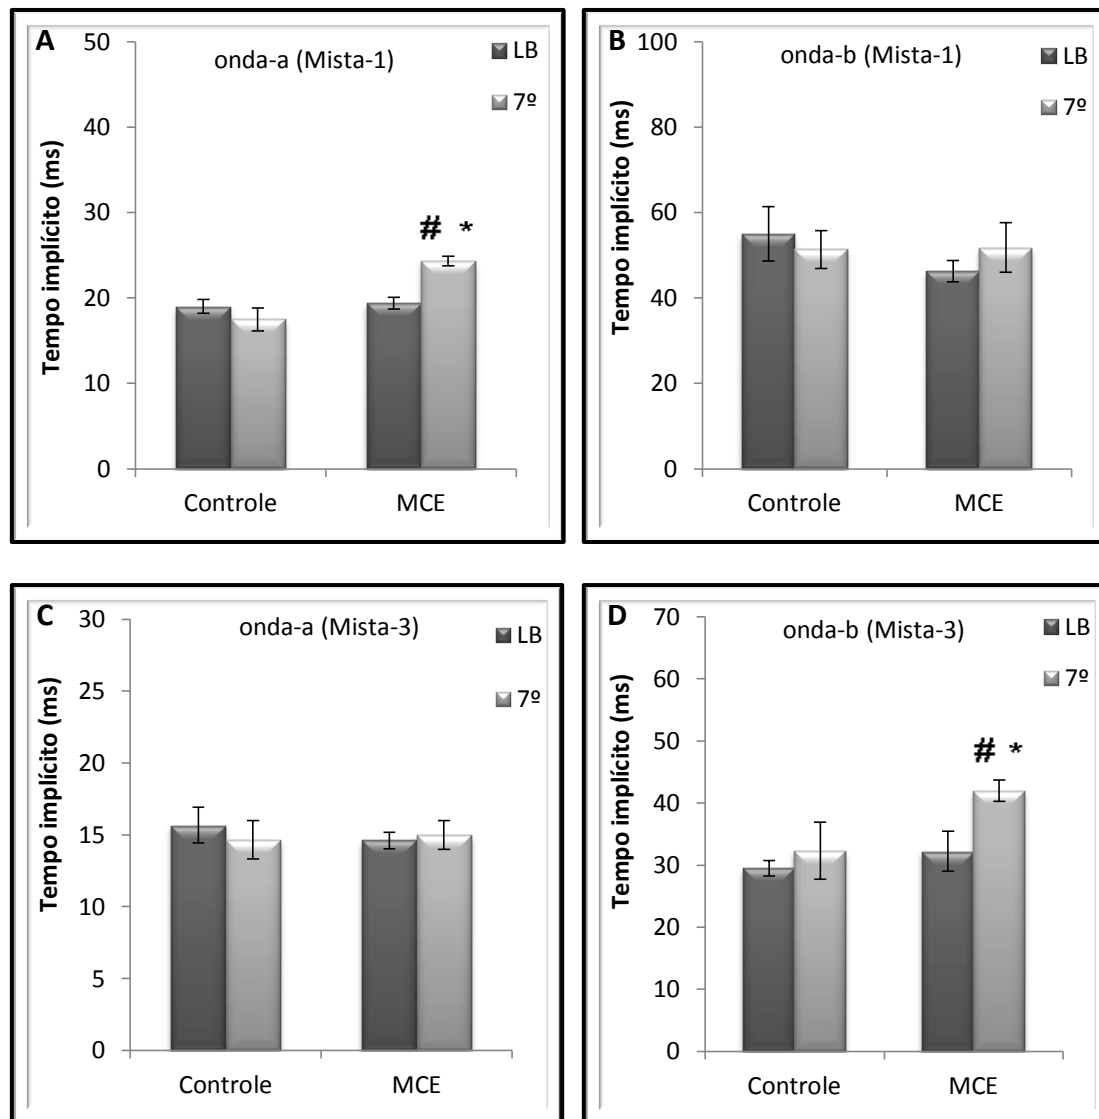 A
onda-a (Mista-1)
LB
7º
Tempo implícito (ms)
50
40
30
20
10
0
# *
Controle
MCE
B
onda-b (Mista-1)
LB
7º
Tempo implícito (ms)
100
80
60
40
20
0
Controle
MCE
C
onda-a (Mista-3)
LB
7º
Tempo implícito (ms)
30
25
20
15
10
5
0
Controle
MCE
D
onda-b (Mista-3)
LB
7º
Tempo implícito (ms)
70
60
50
40
30
20
10
0
# *
Controle
MCE